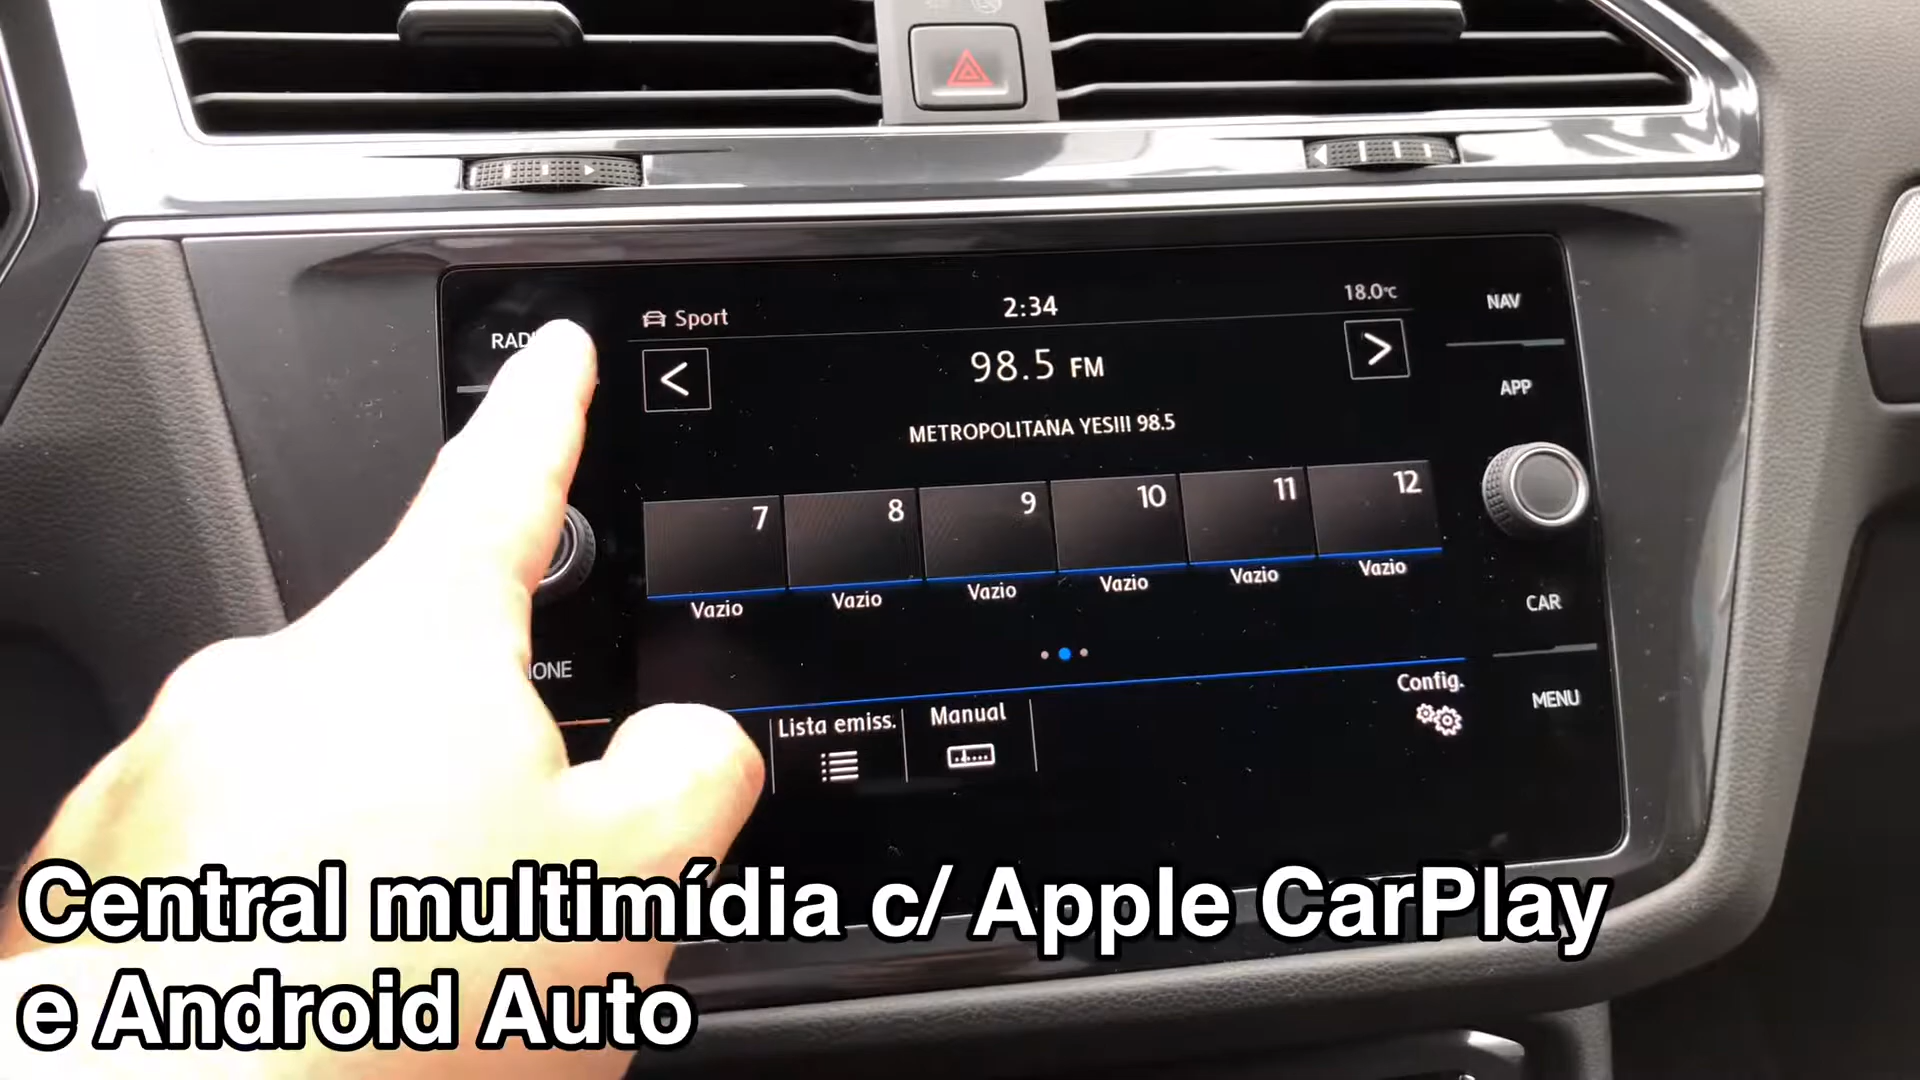 Sport 2:34 18.0°C
NAV
98.5 FM
APP
METROPOLITANA YES!!! 98.5
7 8 9 10 11 12
Vazio Vazio Vazio Vazio Vazio Vazio
CAR
Config.
MENU
Lista emiss. Manual
Central multimídia c/ Apple CarPlay
e Android Auto